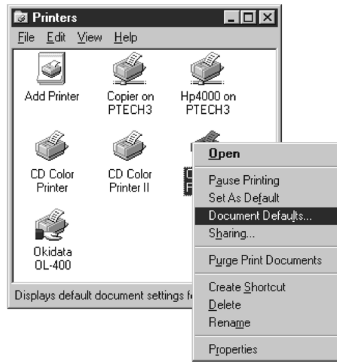 Printers
File Edit View Help
Add Printer
Copier on
PTECH3
Hp4000 on
PTECH3
CD Color
Printer
CD Color
Printer II
Okidata
OL-400
Open
Pause Printing
Set As Default
Document Defaults...
Sharing...
Purge Print Documents
Create Shortcut
Delete
Rename
Properties
Displays default document settings